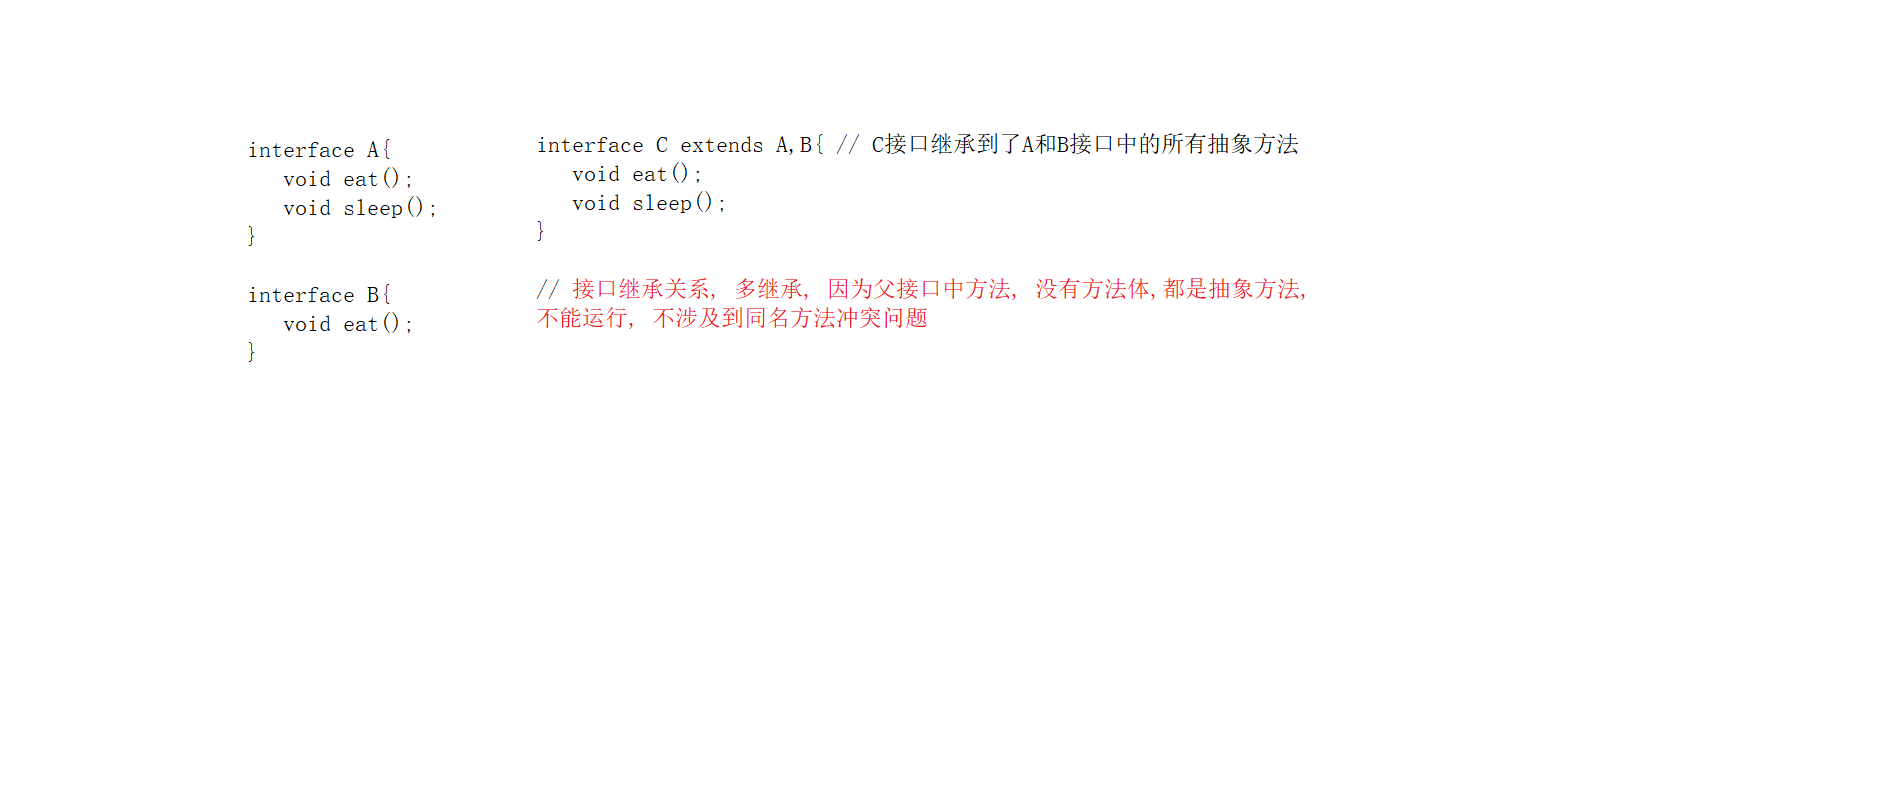 interface A{
   void eat();
   void sleep();
}
interface B{
   void eat();
}
interface C extends A,B{ // C接口继承到了A和B接口中的所有抽象方法
   void eat();
   void sleep();
}
// 接口继承关系, 多继承, 因为父接口中方法, 没有方法体,都是抽象方法,
不能运行, 不涉及到同名方法冲突问题